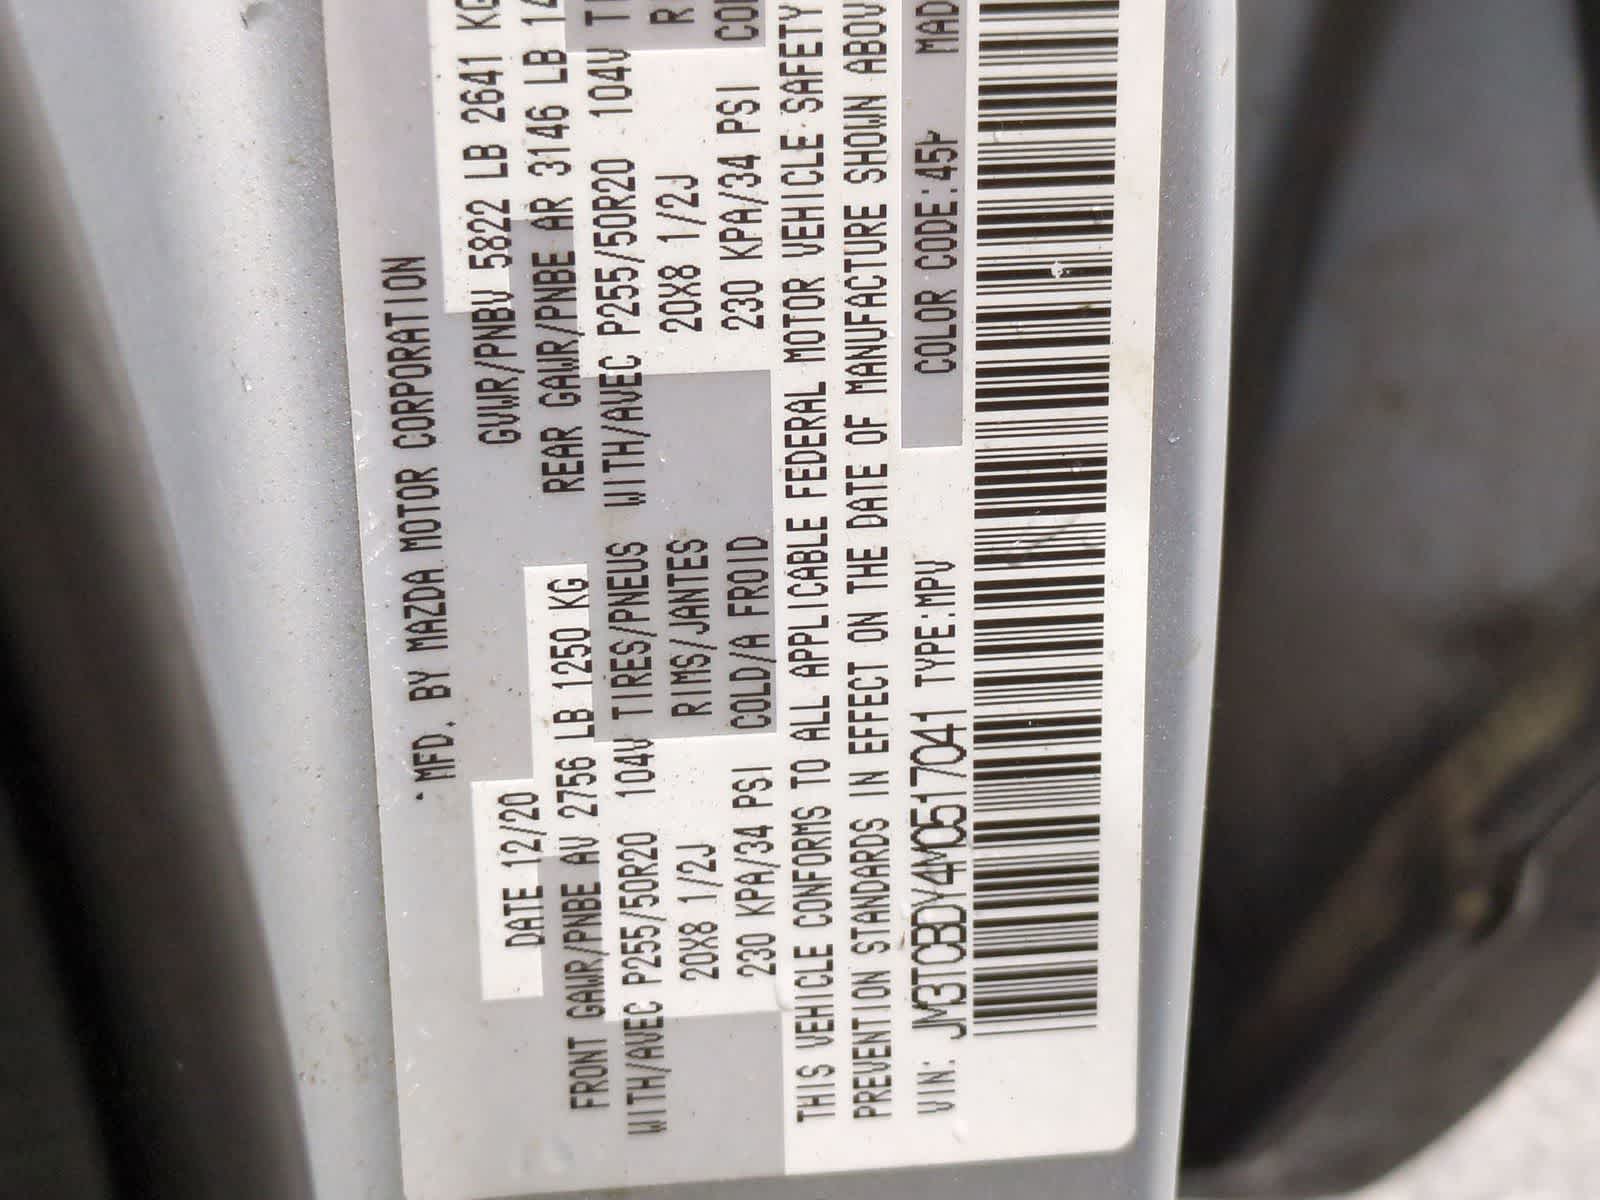 MFD. BY MAZDA MOTOR CORPORATION
DATE 12/20 GVWR/PNBV 5822 LB 2641 KG
FRONT GAWR/PNBE AV 2756 LB 1250 KG REAR GAWR/PNBE AR 3146 LB
WITH/AVEC P255/50R20 104V TIRES/PNEUS WITH/AVEC P255/50R20 104V
20X8 1/2J RIMS/JANTES 20X8 1/2J
230 KPA/34 PSI COLD/A FROID 230 KPA/34 PSI
THIS VEHICLE CONFORMS TO ALL APPLICABLE FEDERAL MOTOR VEHICLE SAFETY
PREVENTION STANDARDS IN EFFECT ON THE DATE OF MANUFACTURE SHOWN ABOV
VIN: JM3T0BDY4M0517041 TYPE:MPV COLOR CODE: MAD